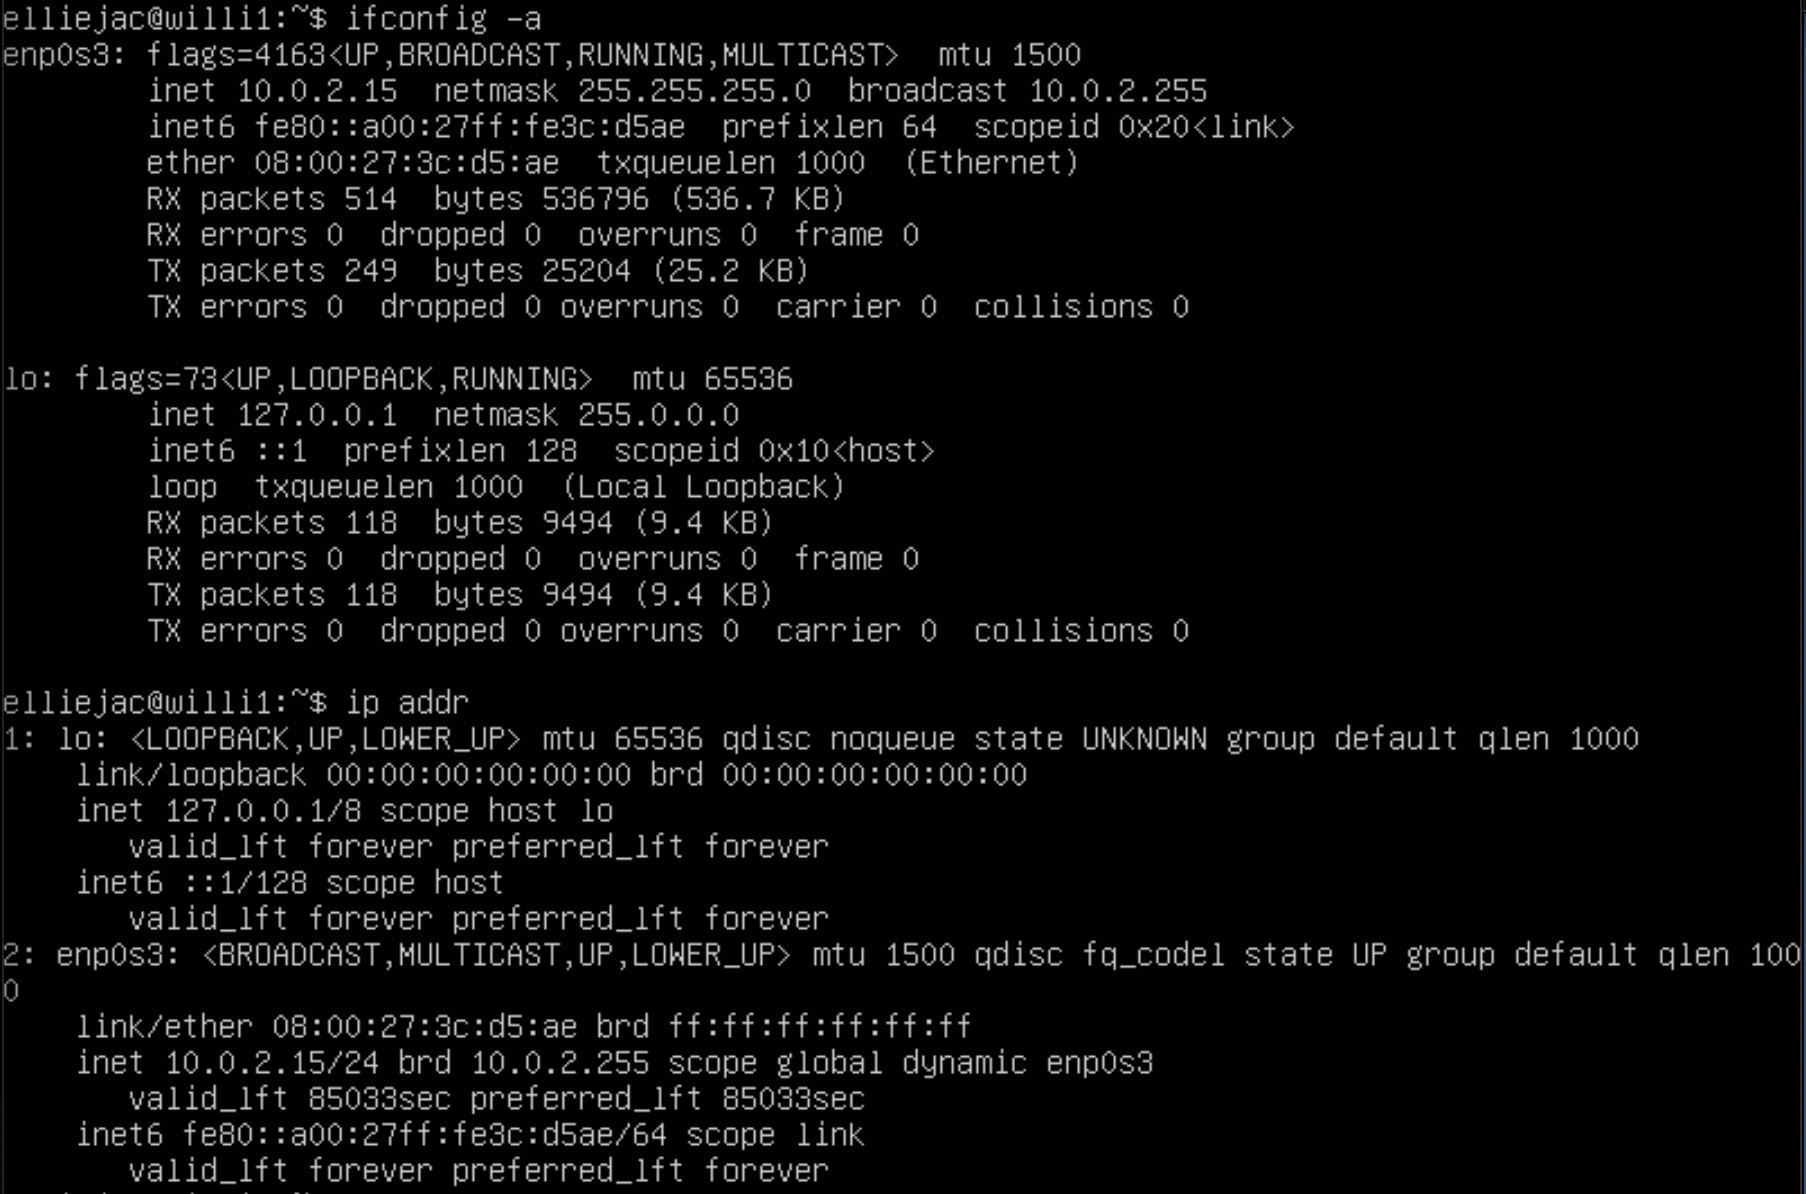 elliejac@willi1:~$ ifconfig -a
enp0s3: flags=4163<UP,BROADCAST,RUNNING,MULTICAST>  mtu 1500
        inet 10.0.2.15  netmask 255.255.255.0  broadcast 10.0.2.255
        inet6 fe80::a00:27ff:fe3c:d5ae  prefixlen 64  scopeid 0x20<link>
        ether 08:00:27:3c:d5:ae  txqueuelen 1000  (Ethernet)
        RX packets 514  bytes 536796 (536.7 KB)
        RX errors 0  dropped 0  overruns 0  frame 0
        TX packets 249  bytes 25204 (25.2 KB)
        TX errors 0  dropped 0 overruns 0  carrier 0  collisions 0

lo: flags=73<UP,LOOPBACK,RUNNING>  mtu 65536
        inet 127.0.0.1  netmask 255.0.0.0
        inet6 ::1  prefixlen 128  scopeid 0x10<host>
        loop  txqueuelen 1000  (Local Loopback)
        RX packets 118  bytes 9494 (9.4 KB)
        RX errors 0  dropped 0  overruns 0  frame 0
        TX packets 118  bytes 9494 (9.4 KB)
        TX errors 0  dropped 0 overruns 0  carrier 0  collisions 0

elliejac@willi1:~$ ip addr
1: lo: <LOOPBACK,UP,LOWER_UP> mtu 65536 qdisc noqueue state UNKNOWN group default qlen 1000
    link/loopback 00:00:00:00:00:00 brd 00:00:00:00:00:00
    inet 127.0.0.1/8 scope host lo
       valid_lft forever preferred_lft forever
    inet6 ::1/128 scope host
       valid_lft forever preferred_lft forever
2: enp0s3: <BROADCAST,MULTICAST,UP,LOWER_UP> mtu 1500 qdisc fq_codel state UP group default qlen 100
0
    link/ether 08:00:27:3c:d5:ae brd ff:ff:ff:ff:ff:ff
    inet 10.0.2.15/24 brd 10.0.2.255 scope global dynamic enp0s3
       valid_lft 85033sec preferred_lft 85033sec
    inet6 fe80::a00:27ff:fe3c:d5ae/64 scope link
       valid_lft forever preferred_lft forever